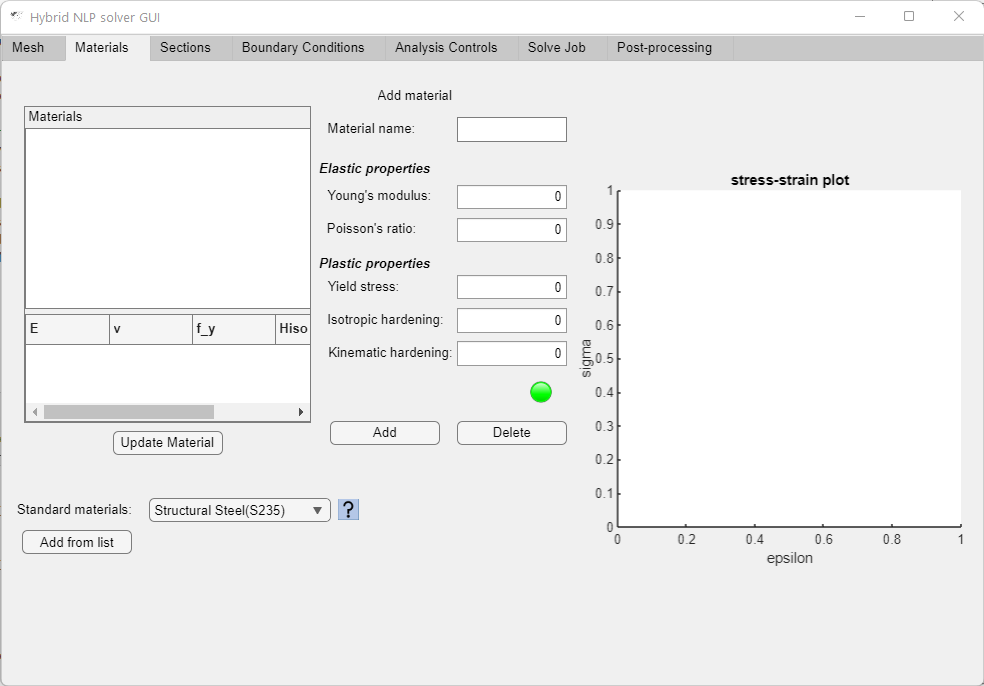 Hybrid NLP solver GUI
Mesh Materials Sections Boundary Conditions Analysis Controls Solve Job Post-processing
Materials
E v f_y Hiso
Update Material
Standard materials: Structural Steel(S235) ?
Add from list
Add material
Material name:
Elastic properties
Young's modulus: 0
Poisson's ratio: 0
Plastic properties
Yield stress: 0
Isotropic hardening: 0
Kinematic hardening: 0
Add Delete
stress-strain plot
1
0.9
0.8
0.7
0.6
0.5
0.4
0.3
0.2
0.1
0
sigma
0 0.2 0.4 0.6 0.8 1
epsilon